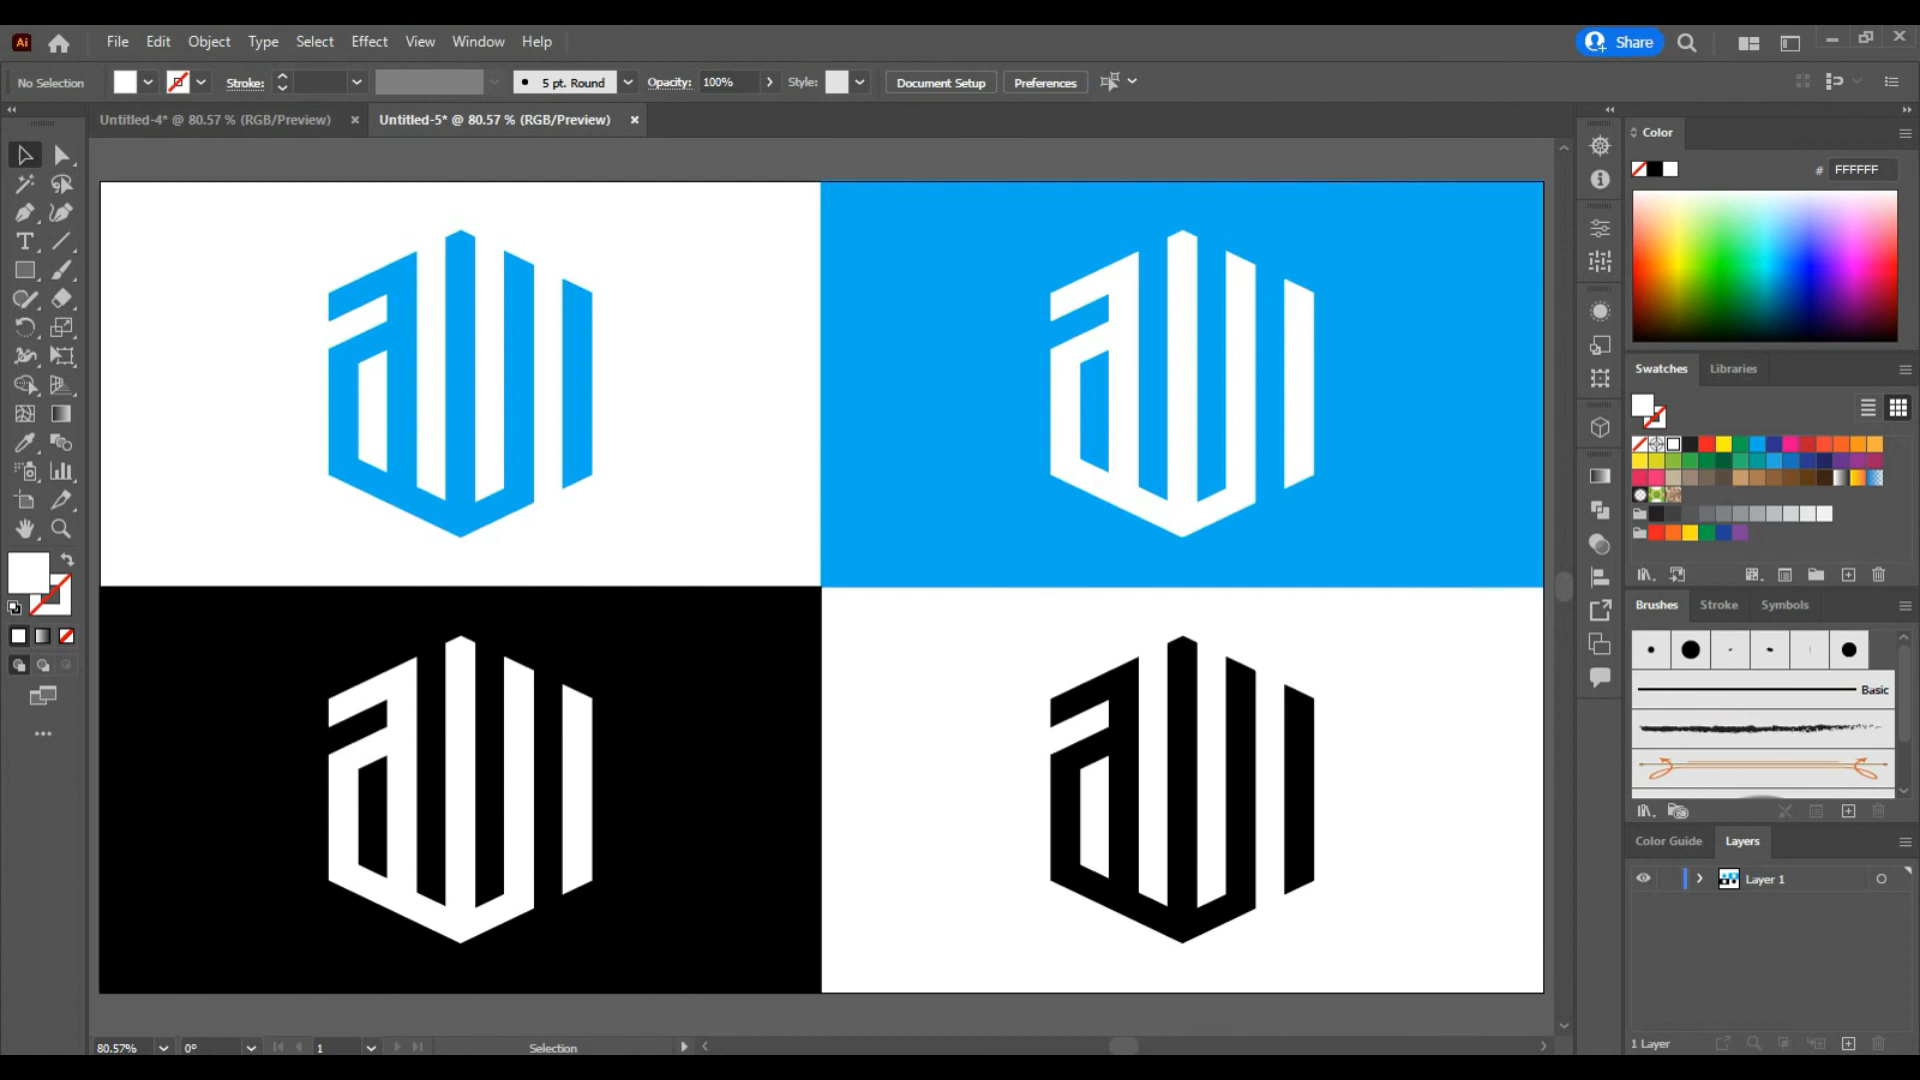 Ai File Edit Object Type Select Effect View Window Help Share
No Selection Stroke: 5 pt. Round Opacity: 100% Style: Document Setup Preferences
Untitled-4* @ 80.57 % (RGB/Preview) × Untitled-5* @ 80.57 % (RGB/Preview) ×
Color
# FFFFFF
Swatches Libraries
Brushes Stroke Symbols
Basic
Color Guide Layers
Layer 1
80.57% 0° 1 Selection
1 Layer